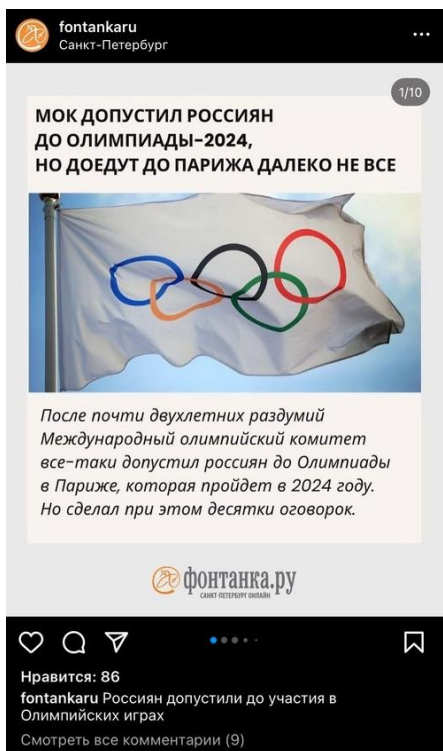 fontankaru
Санкт-Петербург
1/10
МОК ДОПУСТИЛ РОССИЯН
ДО ОЛИМПИАДЫ-2024,
НО ДОЕДУТ ДО ПАРИЖА ДАЛЕКО НЕ ВСЕ
После почти двухлетних раздумий
Международный олимпийский комитет
все-таки допустил россиян до Олимпиады
в Париже, которая пройдет в 2024 году.
Но сделал при этом десятки оговорок.
фонтанка.ру
САНКТ-ПЕТЕРБУРГ ОНЛАЙН
Нравится: 86
fontankaru Россиян допустили до участия в
Олимпийских играх
Смотреть все комментарии (9)